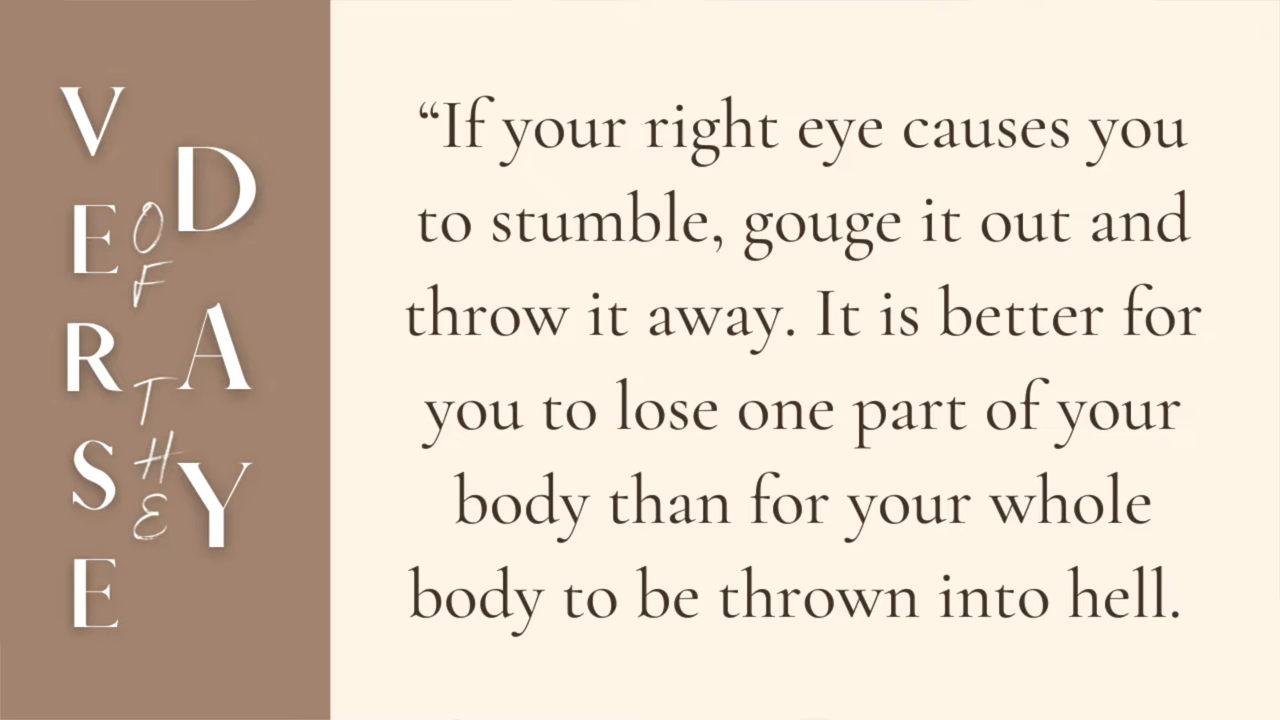 VERSE
OF THE
DAY
“If your right eye causes you
to stumble, gouge it out and
throw it away. It is better for
you to lose one part of your
body than for your whole
body to be thrown into hell.